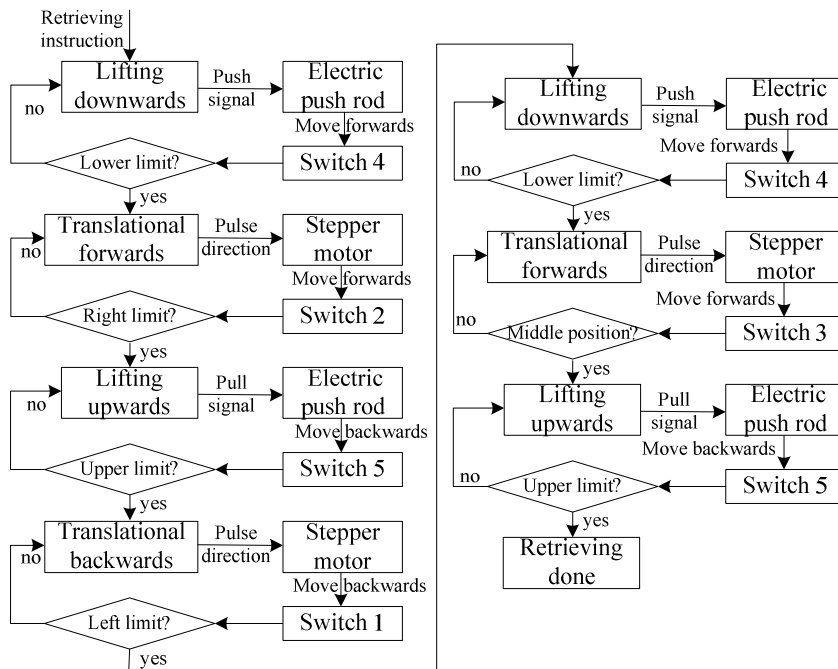 Retrieving
instruction
Lifting
downwards
Push
signal
Electric
push rod
no
Move forwards
Lower limit?
Switch 4
yes
Translational
forwards
Pulse
direction
Stepper
motor
no
Move forwards
Right limit?
Switch 2
yes
Lifting
upwards
Pull
signal
Electric
push rod
no
Move backwards
Upper limit?
Switch 5
yes
Translational
backwards
Pulse
direction
Stepper
motor
no
Move backwards
Left limit?
Switch 1
yes
Lifting
downwards
Push
signal
Electric
push rod
Move forwards
no
Lower limit?
Switch 4
yes
Translational
forwards
Pulse
direction
Stepper
motor
Move forwards
no
Middle position?
Switch 3
yes
Lifting
upwards
Pull
signal
Electric
push rod
Move backwards
no
Upper limit?
Switch 5
yes
Retrieving
done